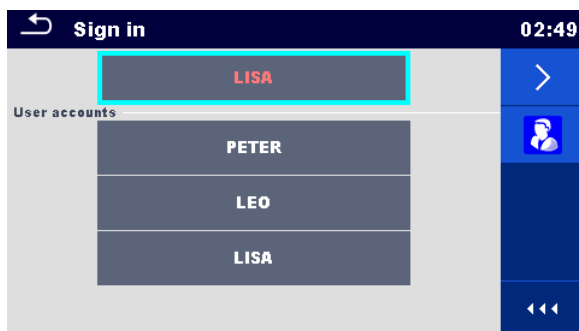 Sign in 02:49
LISA
User accounts
PETER
LEO
LISA